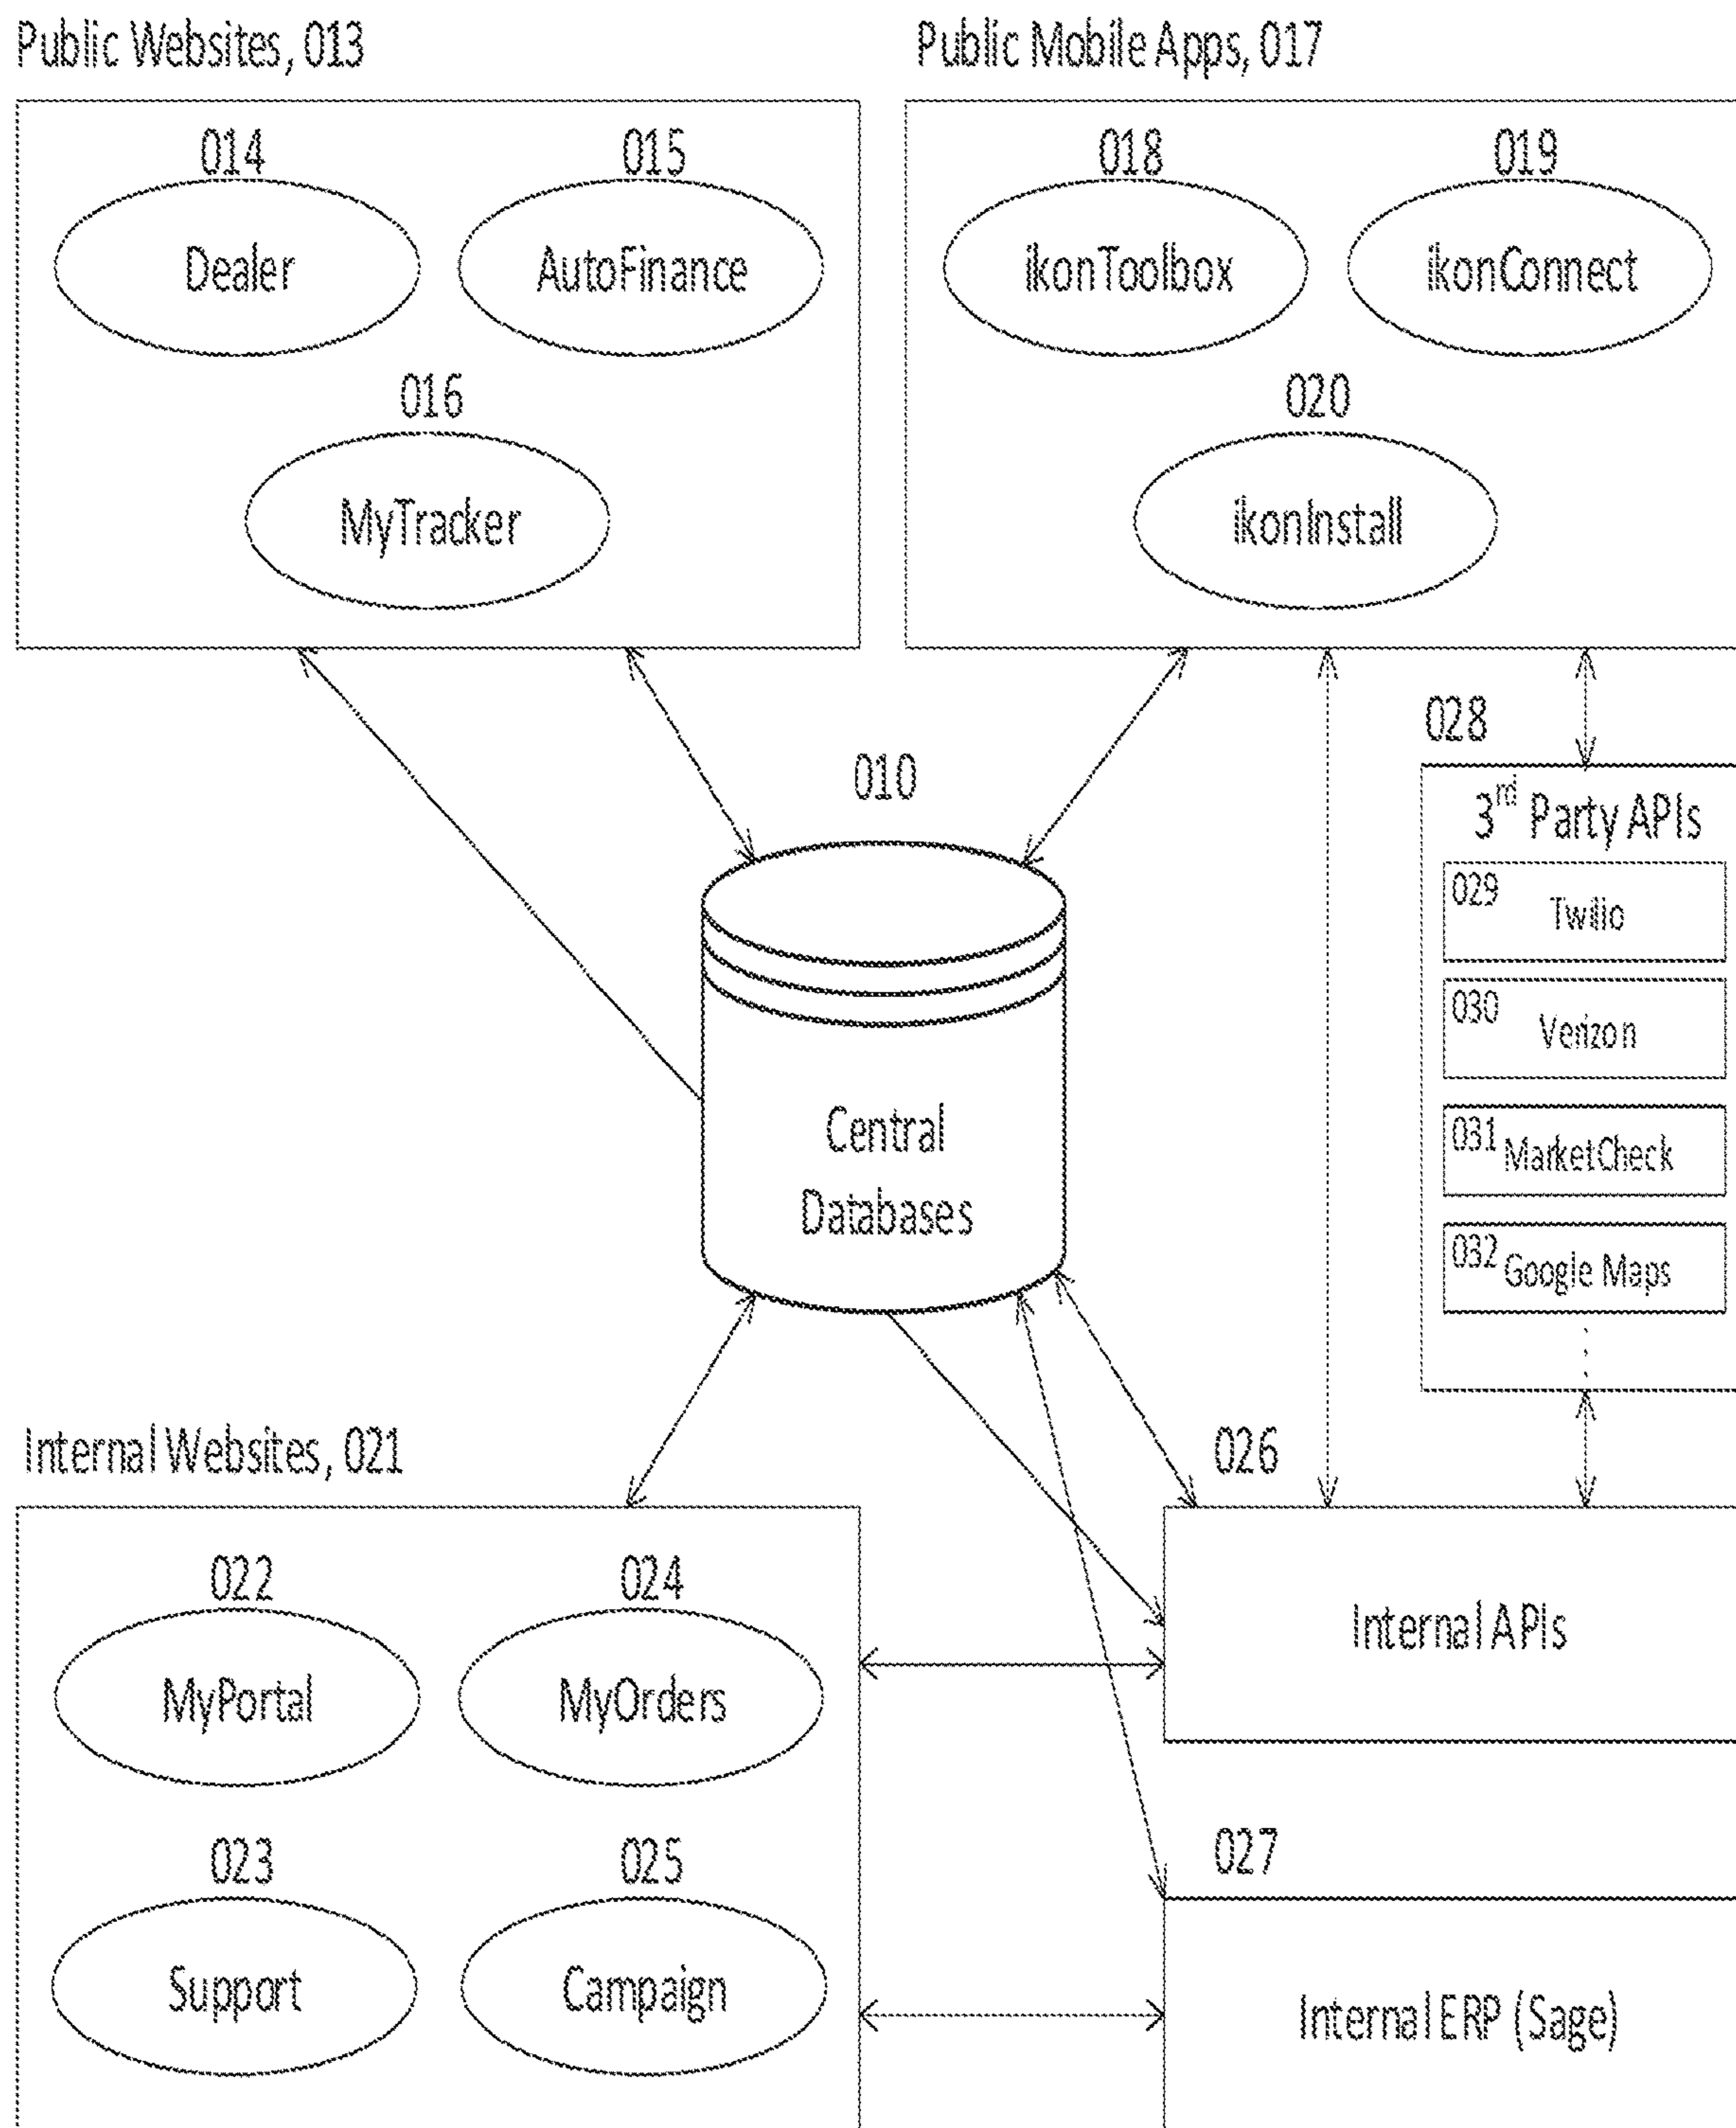 Public Websites, 013
014
015
Dealer
AutoFinance
016
MyTracker
Public Mobile Apps, 017
018
019
ikonToolbox
ikonConnect
020
ikonInstall
010
Central
Databases
028
3rd Party APIs
029
Twilio
030
Verizon
031
MarketCheck
032
Google Maps
Internal Websites, 021
022
024
MyPortal
MyOrders
023
025
Support
Campaign
026
Internal APIs
027
Internal ERP (Sage)